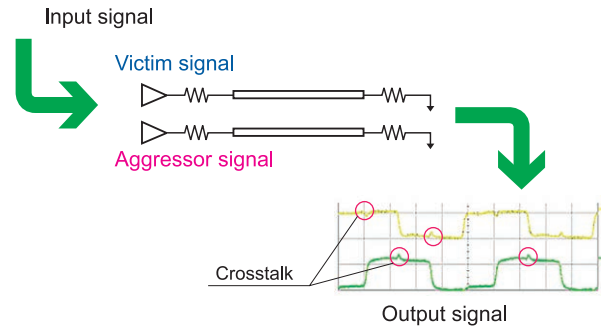 Input signal
Victim signal
Aggressor signal
Crosstalk
Output signal